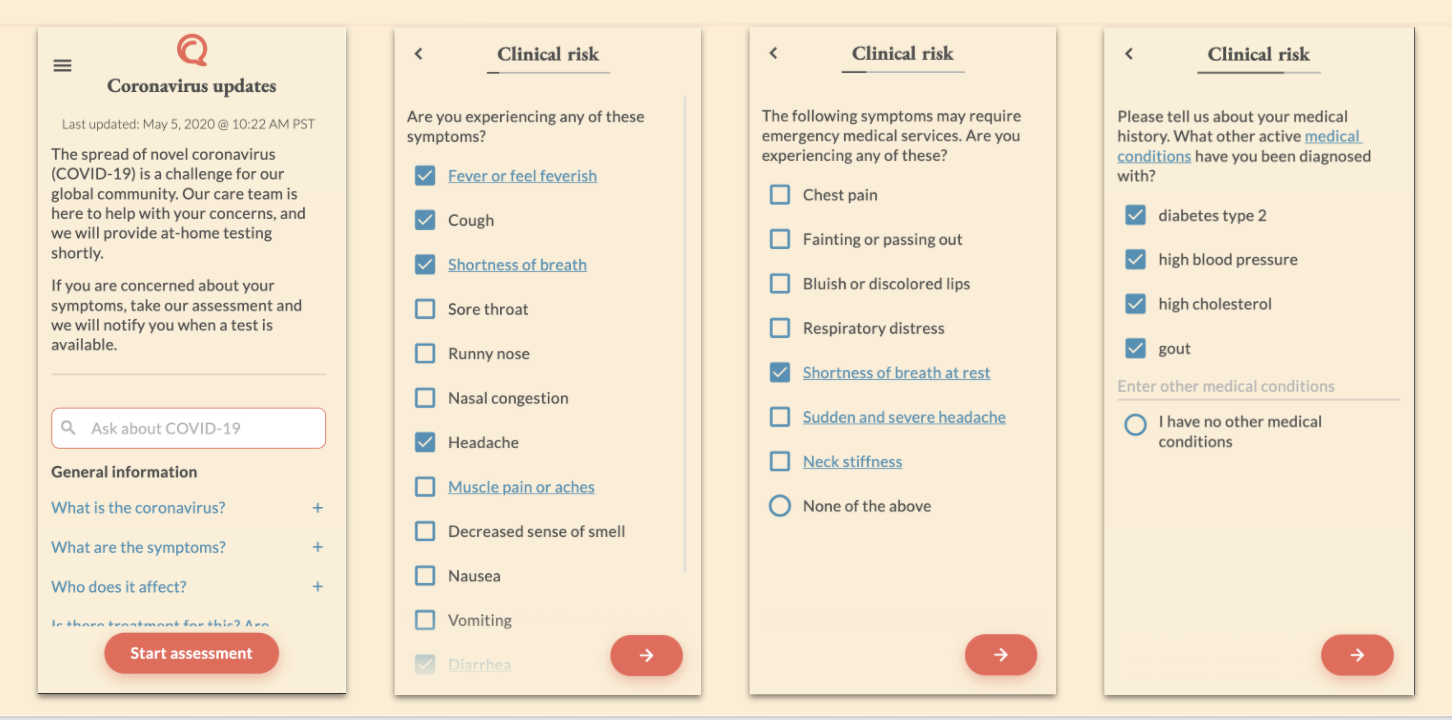 Coronavirus updates
Last updated: May 5, 2020 @ 10:22 AM PST
The spread of novel coronavirus
(COVID-19) is a challenge for our
global community. Our care team is
here to help with your concerns, and
we will provide at-home testing
shortly.
If you are concerned about your
symptoms, take our assessment and
we will notify you when a test is
available.
Ask about COVID-19
General information
What is the coronavirus? +
What are the symptoms? +
Who does it affect? +
Is there treatment for this? Are
Start assessment
Clinical risk
Are you experiencing any of these
symptoms?
Fever or feel feverish
Cough
Shortness of breath
Sore throat
Runny nose
Nasal congestion
Headache
Muscle pain or aches
Decreased sense of smell
Nausea
Vomiting
Diarrhea
Clinical risk
The following symptoms may require
emergency medical services. Are you
experiencing any of these?
Chest pain
Fainting or passing out
Bluish or discolored lips
Respiratory distress
Shortness of breath at rest
Sudden and severe headache
Neck stiffness
None of the above
Clinical risk
Please tell us about your medical
history. What other active medical
conditions have you been diagnosed
with?
diabetes type 2
high blood pressure
high cholesterol
gout
Enter other medical conditions
I have no other medical
conditions